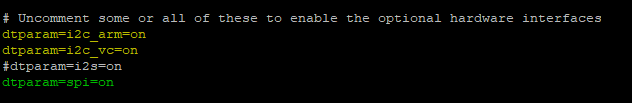 # Uncomment some or all of these to enable the optional hardware interfaces
dtparam=i2c_arm=on
dtparam=i2c_vc=on
#dtparam=i2s=on
dtparam=spi=on